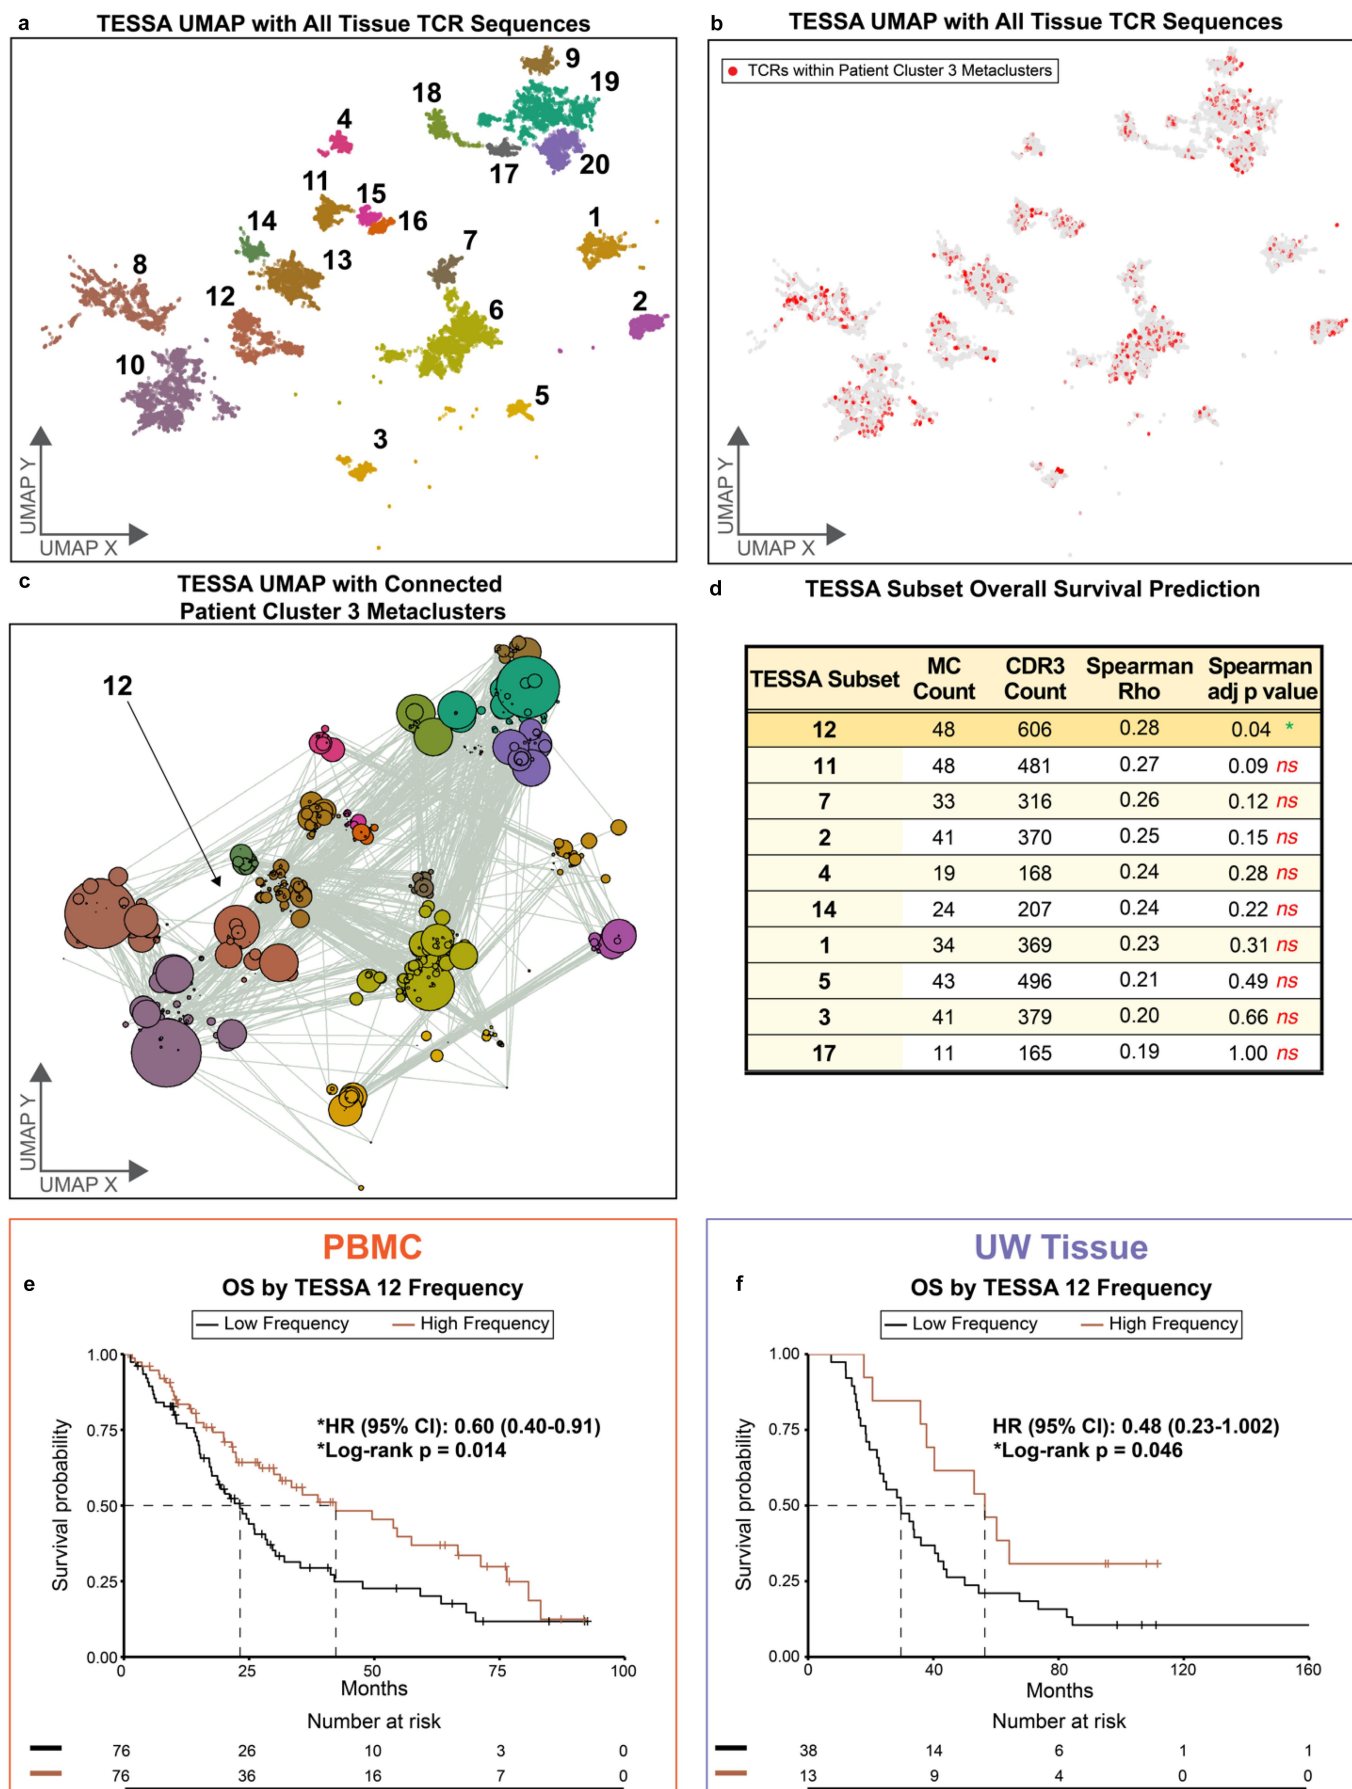 a
TESSA UMAP with All Tissue TCR Sequences
9
19
18
4
17
20
11
15
16
14
1
7
8
13
12
2
6
10
5
3
UMAP Y
UMAP X
b
TESSA UMAP with All Tissue TCR Sequences
TCRs within Patient Cluster 3 Metaclusters
UMAP Y
UMAP X
c
TESSA UMAP with Connected
Patient Cluster 3 Metaclusters
12
UMAP Y
UMAP X
d
TESSA Subset Overall Survival Prediction
TESSA Subset MC Count CDR3 Count Spearman Rho Spearman adj p value
12 48 606 0.28 0.04 *
11 48 481 0.27 0.09 ns
7 33 316 0.26 0.12 ns
2 41 370 0.25 0.15 ns
4 19 168 0.24 0.28 ns
14 24 207 0.24 0.22 ns
1 34 369 0.23 0.31 ns
5 43 496 0.21 0.49 ns
3 41 379 0.20 0.66 ns
17 11 165 0.19 1.00 ns
PBMC
e
OS by TESSA 12 Frequency
Low Frequency High Frequency
1.00
0.75
0.50
0.25
0.00
Survival probability
*HR (95% CI): 0.60 (0.40-0.91)
*Log-rank p = 0.014
0 25 50 75 100
Months
Number at risk
76 26 10 3 0
76 36 16 7 0
UW Tissue
f
OS by TESSA 12 Frequency
Low Frequency High Frequency
1.00
0.75
0.50
0.25
0.00
Survival probability
HR (95% CI): 0.48 (0.23-1.002)
*Log-rank p = 0.046
0 40 80 120 160
Months
Number at risk
38 14 6 1 1
13 9 4 0 0